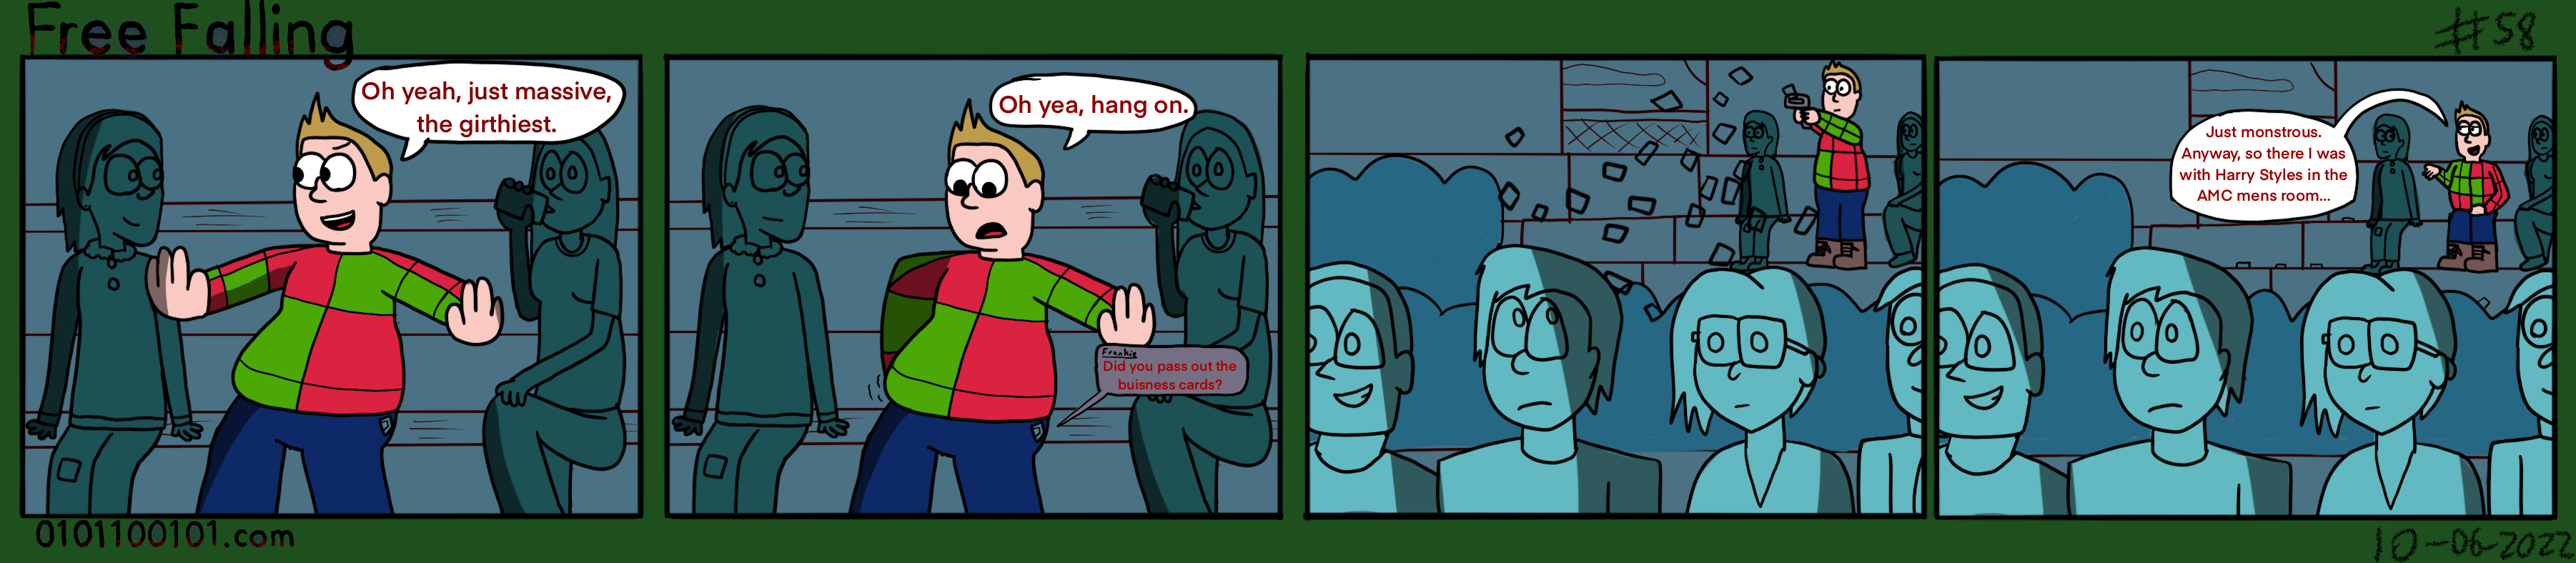 Free Falling
#58
Oh yeah, just massive,
the girthiest.
Oh yea, hang on.
Frankie
Did you pass out the
buisness cards?
Just monstrous.
Anyway, so there I was
with Harry Styles in the
AMC mens room...
0101100101.com
10-06-2022